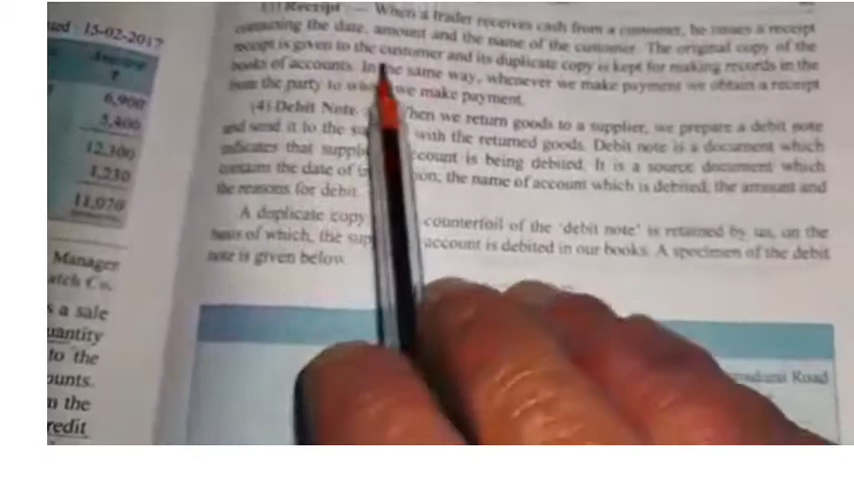 ued : 15-02-2017
Amount
₹
6,900
5,400
12,300
1,230
11,070
Manager
atch Co.
s a sale
uantity
to the
ounts.
n the
redit
(3) Receipt :— When a trader receives cash from a customer, he issues a receipt
containing the date, amount and the name of the customer. The original copy of the
receipt is given to the customer and its duplicate copy is kept for making records in the
books of accounts. In the same way, whenever we make payment we obtain a receipt
from the party to we make payment.
(4) Debit Note hen we return goods to a supplier, we prepare a debit note
and send it to the su with the returned goods. Debit note is a document which
indicates that suppli count is being debited. It is a source document which
contains the date of on, the name of account which is debited, the amount and
the reasons for debit.
A duplicate copy counterfoil of the 'debit note' is retained by us, on the
basis of which, the sup account is debited in our books. A specimen of the debit
note is given below.
Road